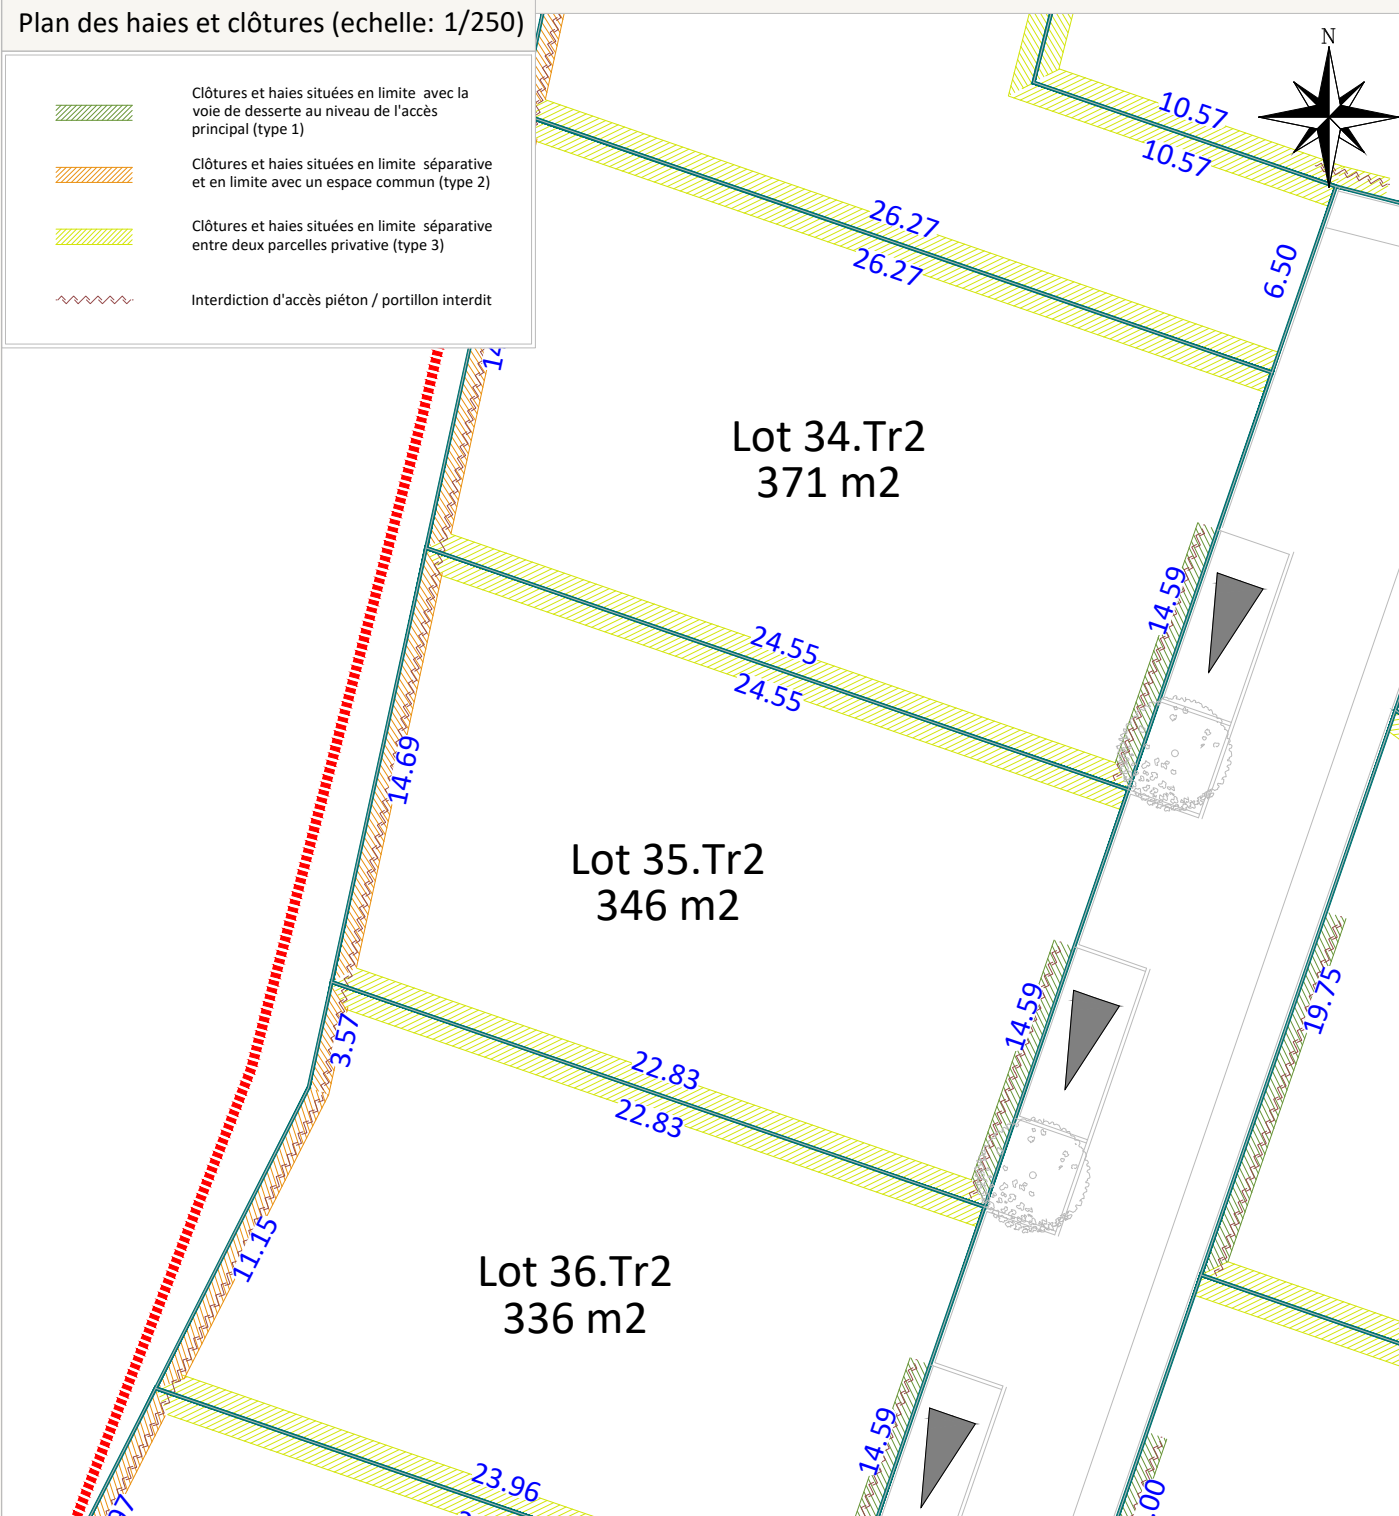 Plan des haies et clôtures (echelle: 1/250)
Clôtures et haies situées en limite avec la
voie de desserte au niveau de l'accès
principal (type 1)
Clôtures et haies situées en limite séparative
et en limite avec un espace commun (type 2)
Clôtures et haies situées en limite séparative
entre deux parcelles privative (type 3)
Interdiction d'accès piéton / portillon interdit
N
10.57
10.57
26.27
26.27
6.50
Lot 34.Tr2
371 m2
14.59
24.55
24.55
14.69
Lot 35.Tr2
346 m2
14.59
19.75
3.57
22.83
22.83
11.15
Lot 36.Tr2
336 m2
14.59
23.96